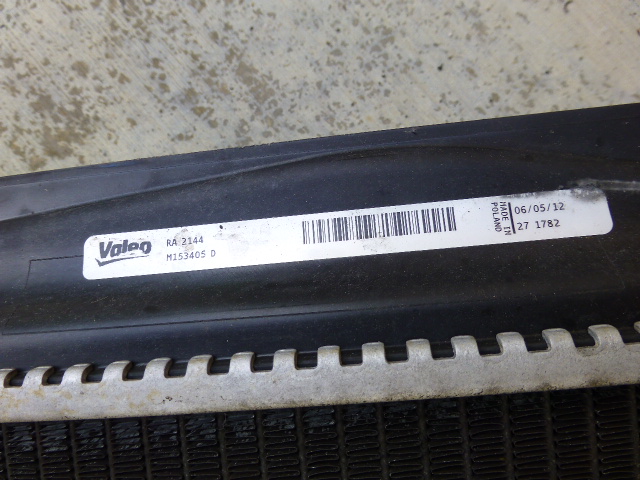 Valeo
RA 2144
M153405 D
MADE IN
POLAND
06/05/12
27 1782